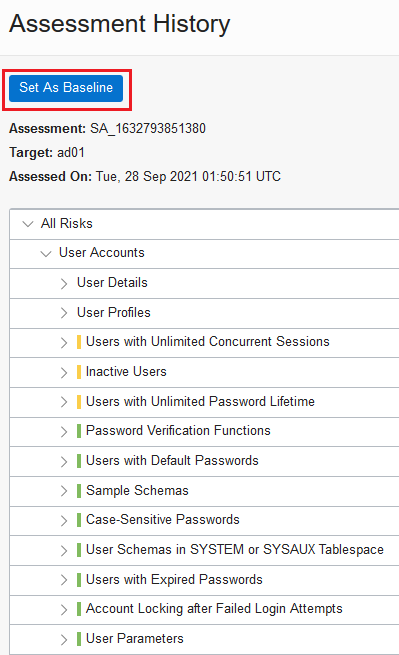 Assessment History
Set As Baseline
Assessment: SA_1632793851380
Target: ad01
Assessed On: Tue, 28 Sep 2021 01:50:51 UTC
All Risks
User Accounts
User Details
User Profiles
Users with Unlimited Concurrent Sessions
Inactive Users
Users with Unlimited Password Lifetime
Password Verification Functions
Users with Default Passwords
Sample Schemas
Case-Sensitive Passwords
User Schemas in SYSTEM or SYSAUX Tablespace
Users with Expired Passwords
Account Locking after Failed Login Attempts
User Parameters